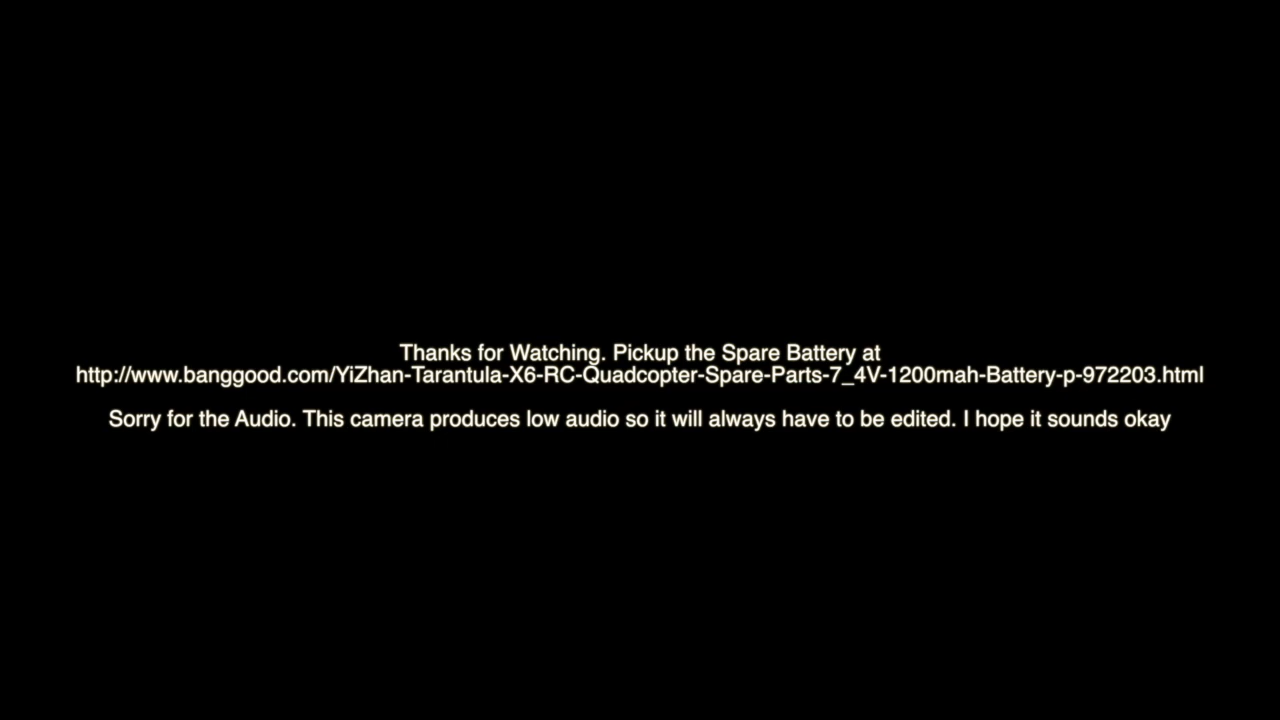 Thanks for Watching. Pickup the Spare Battery at
http://www.banggood.com/YiZhan-Tarantula-X6-RC-Quadcopter-Spare-Parts-7_4V-1200mah-Battery-p-972203.html
Sorry for the Audio. This camera produces low audio so it will always have to be edited. I hope it sounds okay